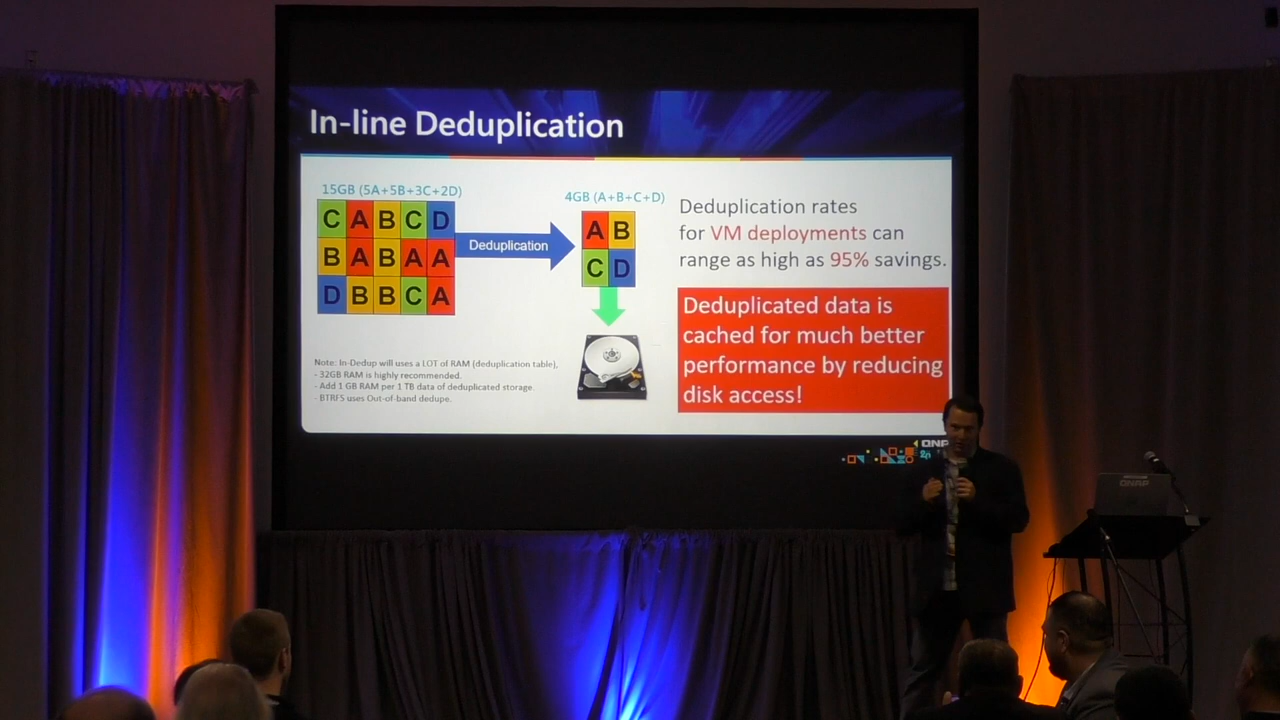 In-line Deduplication
15GB (5A+5B+3C+2D)
C A B C D
B A B A A
D B B C A
Deduplication
4GB (A+B+C+D)
A B
C D
Deduplication rates
for VM deployments can
range as high as 95% savings.
Deduplicated data is
cached for much better
performance by reducing
disk access!
Note: In-Dedup will uses a LOT of RAM (deduplication table),
- 32GB RAM is highly recommended.
- Add 1 GB RAM per 1 TB data of deduplicated storage.
- BTRFS uses Out-of-band dedupe.
QNAP